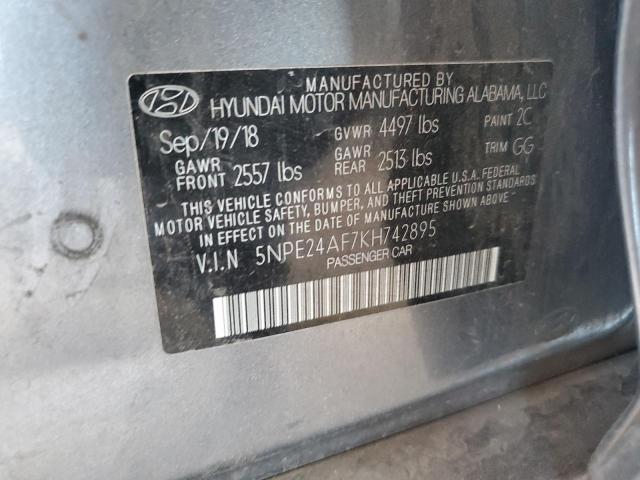 MANUFACTURED BY
HYUNDAI MOTOR MANUFACTURING ALABAMA, LLC
Sep/19/18 GVWR 4497 lbs PAINT 2C
GAWR FRONT 2557 lbs GAWR REAR 2513 lbs TRIM GG
THIS VEHICLE CONFORMS TO ALL APPLICABLE U.S.A. FEDERAL
MOTOR VEHICLE SAFETY, BUMPER, AND THEFT PREVENTION STANDARDS
IN EFFECT ON THE DATE OF MANUFACTURE SHOWN ABOVE.
V.I.N 5NPE24AF7KH742895
PASSENGER CAR